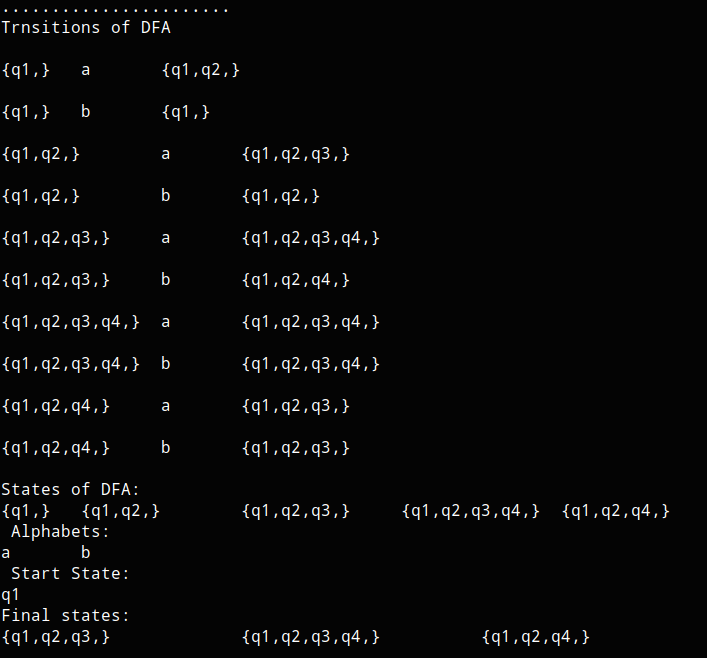 .......................
Trnsitions of DFA
{q1,} a {q1,q2,}
{q1,} b {q1,}
{q1,q2,} a {q1,q2,q3,}
{q1,q2,} b {q1,q2,}
{q1,q2,q3,} a {q1,q2,q3,q4,}
{q1,q2,q3,} b {q1,q2,q4,}
{q1,q2,q3,q4,} a {q1,q2,q3,q4,}
{q1,q2,q3,q4,} b {q1,q2,q3,q4,}
{q1,q2,q4,} a {q1,q2,q3,}
{q1,q2,q4,} b {q1,q2,q3,}
States of DFA:
{q1,} {q1,q2,} {q1,q2,q3,} {q1,q2,q3,q4,} {q1,q2,q4,}
Alphabets:
a b
Start State:
q1
Final states:
{q1,q2,q3,} {q1,q2,q3,q4,} {q1,q2,q4,}